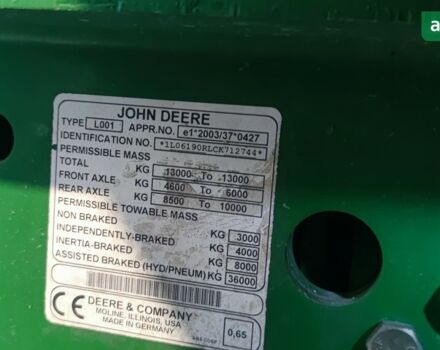 JOHN DEERE
TYPE L001 APPR.NO. e1*2003/37*0427
IDENTIFICATION NO. *1L06190RLCK712744*
PERMISSIBLE MASS
TOTAL KG 13000 To 13000
FRONT AXLE KG 4600 To 6000
REAR AXLE KG 8500 To 10000
PERMISSIBLE TOWABLE MASS
NON BRAKED KG 3000
INDEPENDENTLY-BRAKED KG 4000
INERTIA-BRAKED KG 8000
ASSISTED BRAKED (HYD/PNEUM) KG 36000
CE DEERE & COMPANY
MOLINE, ILLINOIS, USA
MADE IN GERMANY
0,65